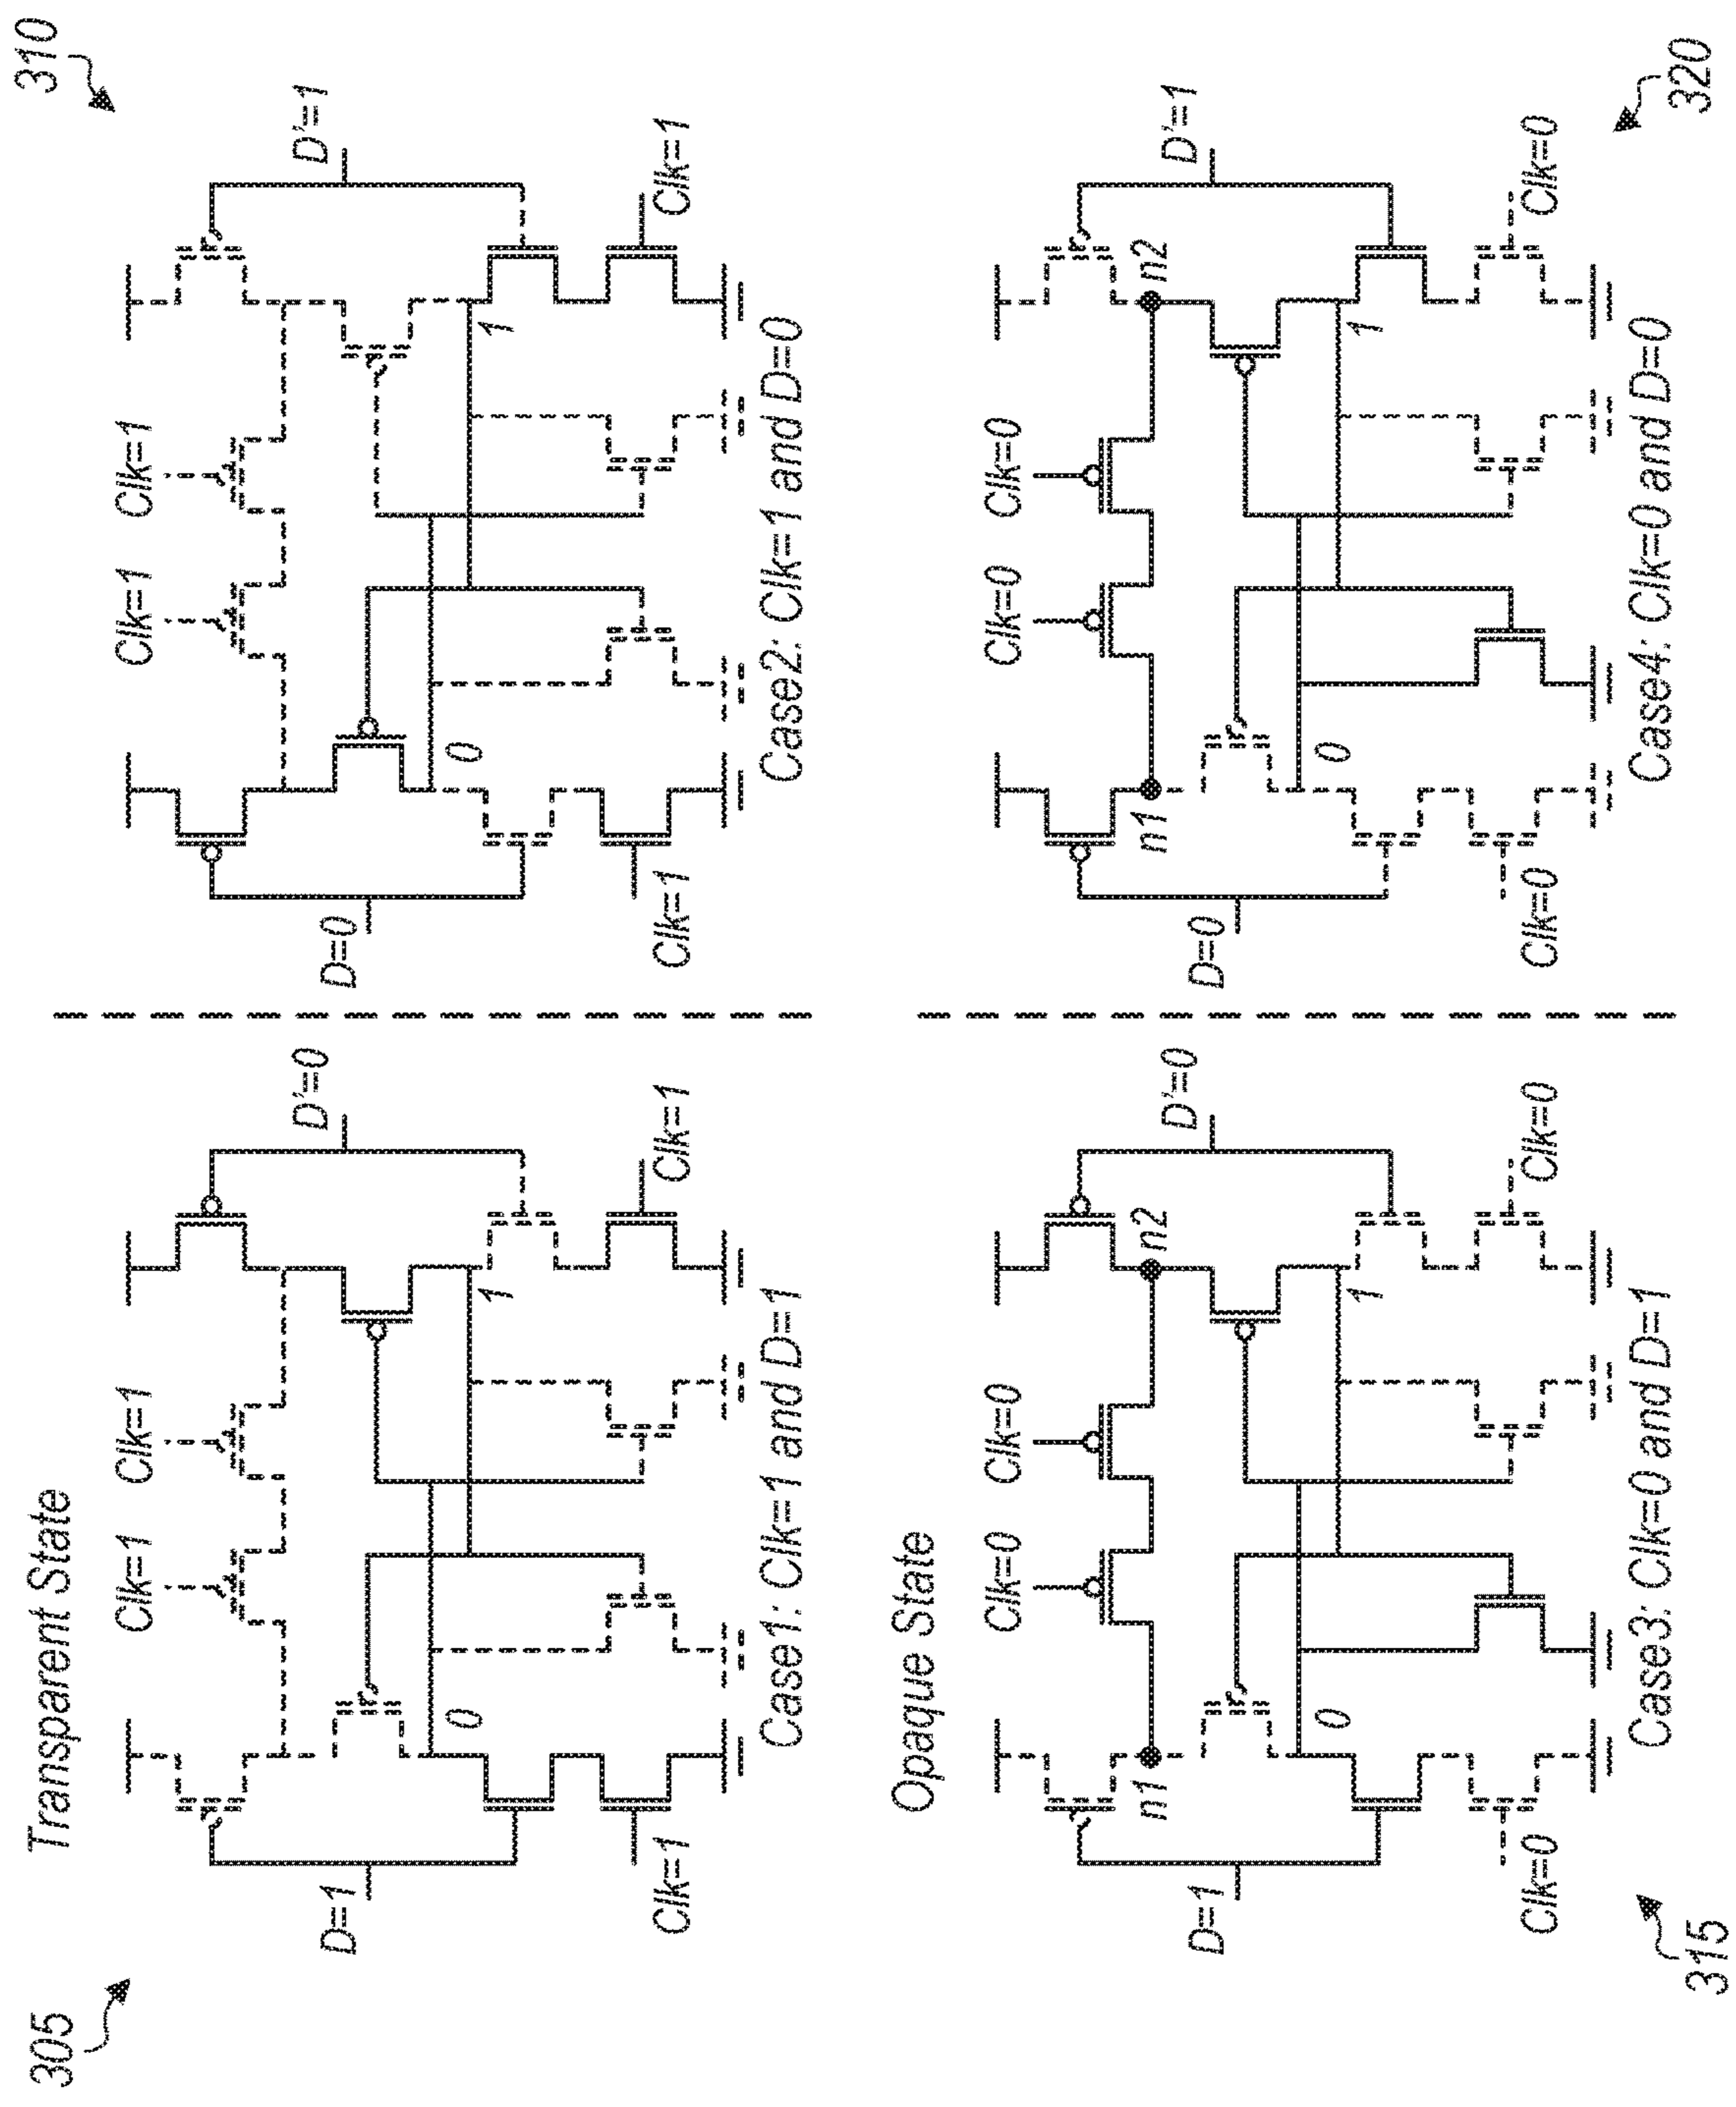 Transparent State
305
Clk=1
Clk=1
D=1
D'=0
0
1
Clk=1
Clk=1
Case1: Clk=1 and D=1
310
Clk=1
Clk=1
D=0
D'=1
0
1
Clk=1
Clk=1
Case2: Clk=1 and D=0
Opaque State
315
Clk=0
Clk=0
n1
n2
D=1
D'=0
0
1
Clk=0
Clk=0
Case3: Clk=0 and D=1
320
Clk=0
Clk=0
n1
n2
D=0
D'=1
0
1
Clk=0
Clk=0
Case4: Clk=0 and D=0